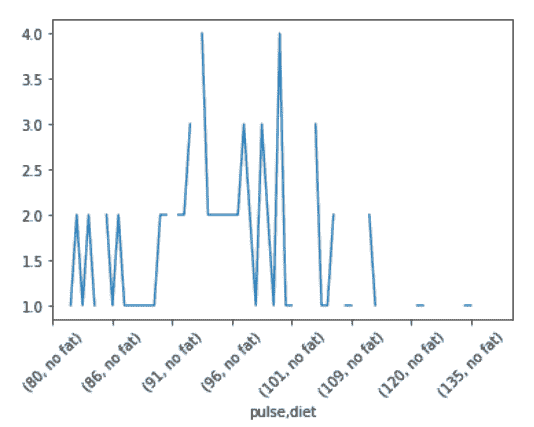 4.0
3.5
3.0
2.5
2.0
1.5
1.0
(80, no fat)
(86, no fat)
(91, no fat)
(96, no fat)
(101, no fat)
(109, no fat)
(120, no fat)
(135, no fat)
pulse,diet